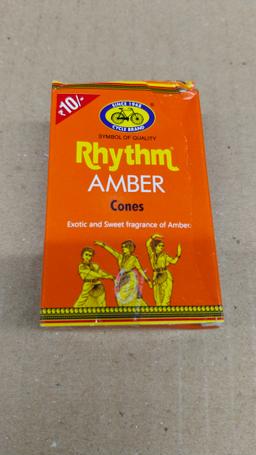 ₹10/-
SINCE 1948
CYCLE BRAND
®
SYMBOL OF QUALITY
Rhythm
AMBER
Cones
Exotic and Sweet fragrance of Amber